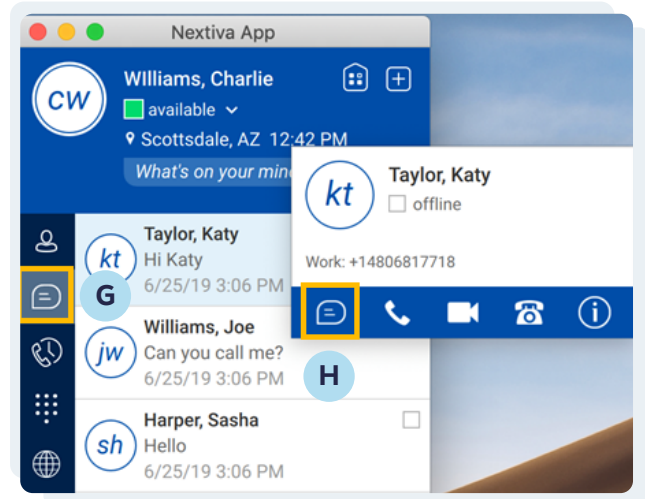 Nextiva App
cw
WIlliams, Charlie
available
Scottsdale, AZ 12:42 PM
What's on your min
kt
Taylor, Katy
offline
Work: +14806817718
kt
Taylor, Katy
Hi Katy
6/25/19 3:06 PM
G
jw
Williams, Joe
Can you call me?
6/25/19 3:06 PM
H
sh
Harper, Sasha
Hello
6/25/19 3:06 PM